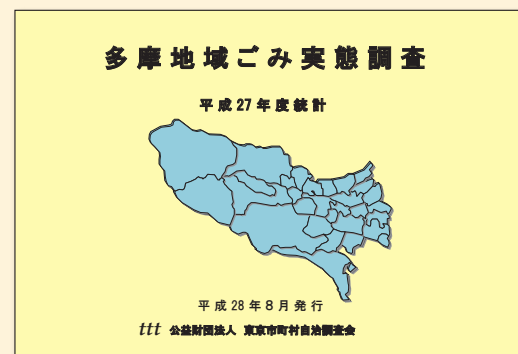 多摩地域ごみ実態調査
平成27年度統計
平成28年8月発行
ttt 公益財団法人 東京市町村自治調査会